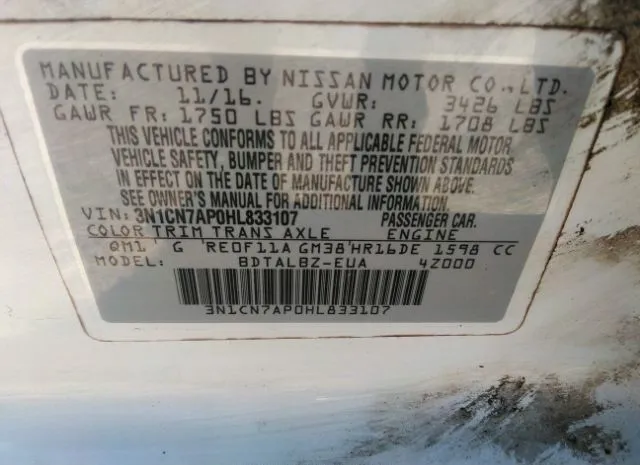 MANUFACTURED BY NISSAN MOTOR CO.,LTD.
DATE: 11/16. GVWR: 3426 LBS
GAWR FR: 1750 LBS GAWR RR: 1708 LBS
THIS VEHICLE CONFORMS TO ALL APPLICABLE FEDERAL MOTOR
VEHICLE SAFETY, BUMPER AND THEFT PREVENTION STANDARDS
IN EFFECT ON THE DATE OF MANUFACTURE SHOWN ABOVE.
SEE OWNER'S MANUAL FOR ADDITIONAL INFORMATION.
VIN: 3N1CN7AP0HL833107 PASSENGER CAR.
COLOR TRIM TRANS AXLE ENGINE
QM1 G RE0F11A GM38 HR16DE 1598 CC
BDTALBZ-EUA 4Z000
3N1CN7AP0HL833107